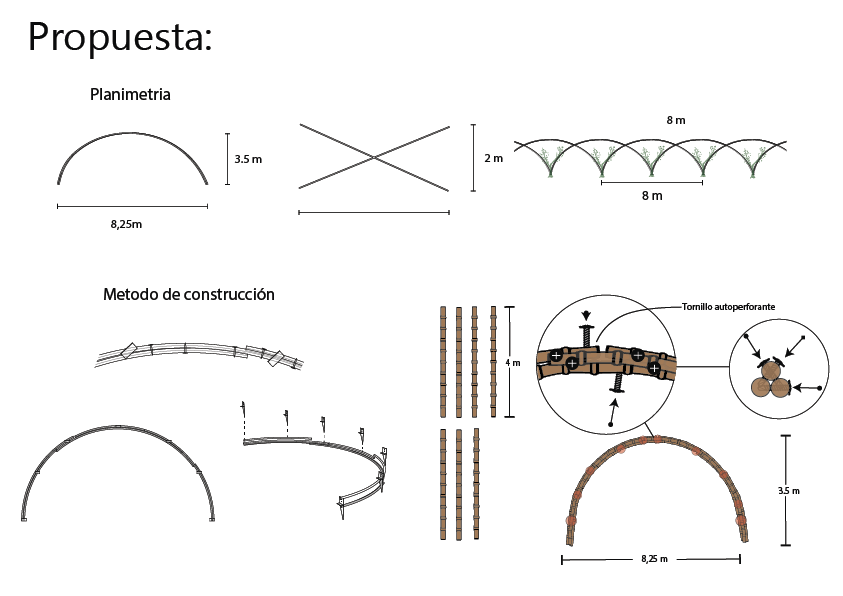 Propuesta:
Planimetria
3.5 m
8,25m
2 m
8 m
8 m
Metodo de construcción
4 m
Tornillo autoperforante
3.5 m
8,25 m